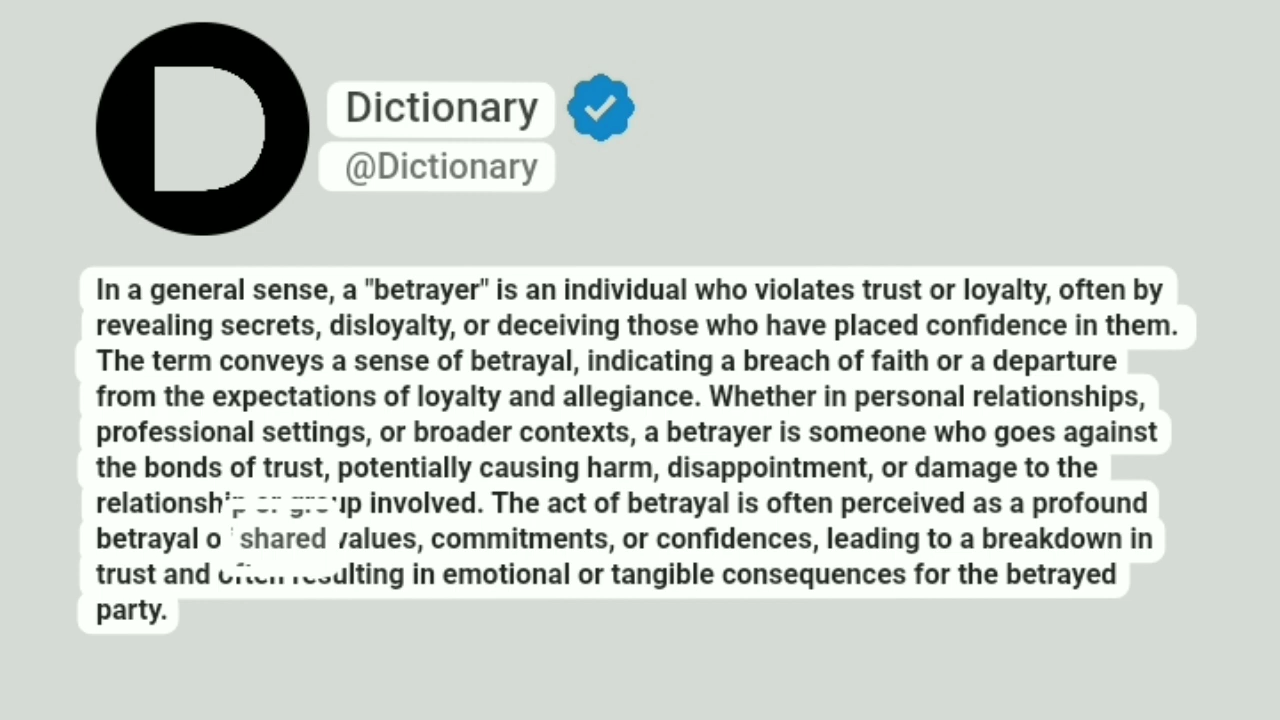 D
Dictionary
@Dictionary
In a general sense, a "betrayer" is an individual who violates trust or loyalty, often by
revealing secrets, disloyalty, or deceiving those who have placed confidence in them.
The term conveys a sense of betrayal, indicating a breach of faith or a departure
from the expectations of loyalty and allegiance. Whether in personal relationships,
professional settings, or broader contexts, a betrayer is someone who goes against
the bonds of trust, potentially causing harm, disappointment, or damage to the
relationship or group involved. The act of betrayal is often perceived as a profound
betrayal o shared values, commitments, or confidences, leading to a breakdown in
trust and often resulting in emotional or tangible consequences for the betrayed
party.